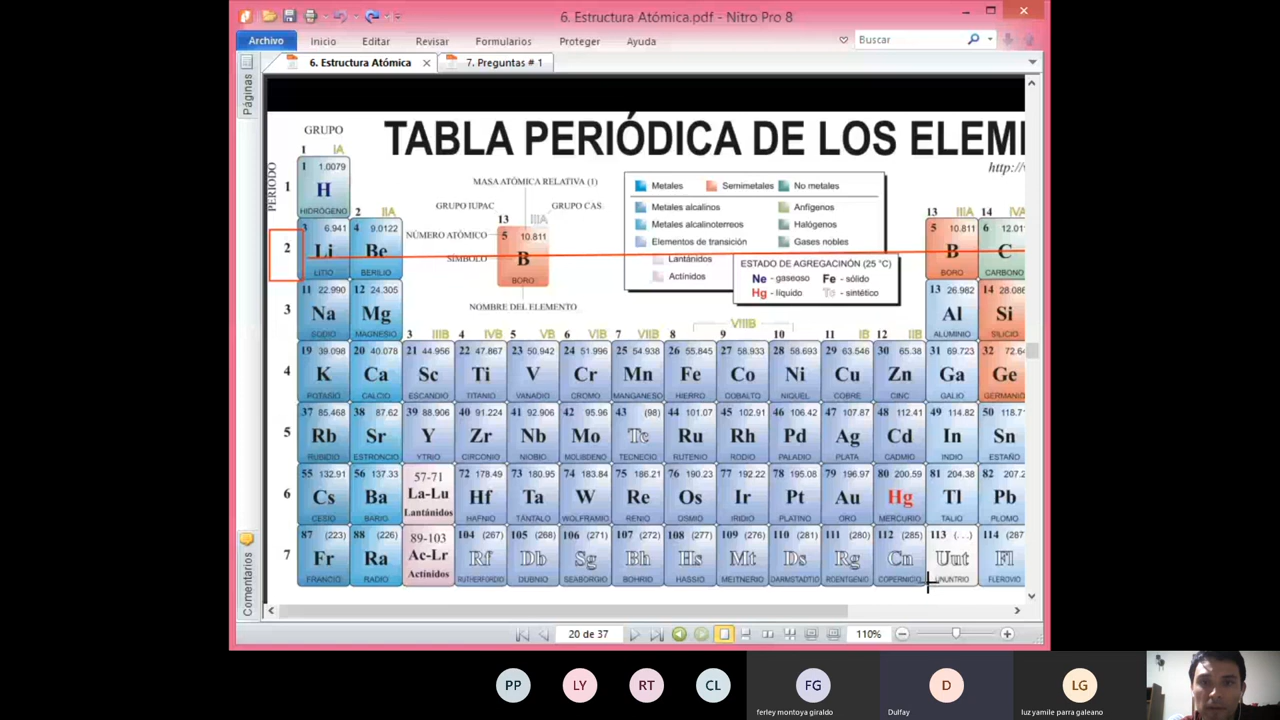 6. Estructura Atómica.pdf - Nitro Pro 8
Archivo Inicio Editar Revisar Formularios Proteger Ayuda Buscar
6. Estructura Atómica 7. Preguntas # 1
Páginas
Comentarios
TABLA PERIÓDICA DE LOS ELEM
http://
GRUPO
PERIODO
1 IA
1 1.0079
H
HIDRÓGENO
MASA ATÓMICA RELATIVA (1)
GRUPO IUPAC GRUPO CAS
13 IIIA
NÚMERO ATÓMICO 5 10.811
SÍMBOLO B
BORO
NOMBRE DEL ELEMENTO
Metales Semimetales No metales
Metales alcalinos Anfígenos
Metales alcalinoterreos Halógenos
Elementos de transición Gases nobles
Lantánidos
Actínidos
ESTADO DE AGREGACINÓN (25 °C)
Ne - gaseoso Fe - sólido
Hg - líquido Tc - sintético
1
2 IIA 13 IIIA 14 IVA
2
3 6.941 4 9.0122 5 10.811 6 12.01
Li Be B C
LITIO BERILIO BORO CARBONO
3
11 22.990 12 24.305 13 26.982 14 28.086
Na Mg Al Si
SODIO MAGNESIO ALUMINIO SILICIO
VIIIB
3 IIIB 4 IVB 5 VB 6 VIB 7 VIIB 8 9 10 11 IB 12 IIB
4
19 39.098 20 40.078 21 44.956 22 47.867 23 50.942 24 51.996 25 54.938 26 55.845 27 58.933 28 58.693 29 63.546 30 65.38 31 69.723 32 72.64
K Ca Sc Ti V Cr Mn Fe Co Ni Cu Zn Ga Ge
POTASIO CALCIO ESCANDIO TITANIO VANADIO CROMO MANGANESO HIERRO COBALTO NIQUEL COBRE CINC GALIO GERMANIO
5
37 85.468 38 87.62 39 88.906 40 91.224 41 92.906 42 95.96 43 (98) 44 101.07 45 102.91 46 106.42 47 107.87 48 112.41 49 114.82 50 118.7
Rb Sr Y Zr Nb Mo Tc Ru Rh Pd Ag Cd In Sn
RUBIDIO ESTRONCIO YTRIO CIRCONIO NIOBIO MOLIBDENO TECNECIO RUTENIO RODIO PALADIO PLATA CADMIO INDIO ESTAÑO
6
55 132.91 56 137.33 57-71 72 178.49 73 180.95 74 183.84 75 186.21 76 190.23 77 192.22 78 195.08 79 196.97 80 200.59 81 204.38 82 207.2
Cs Ba La-Lu Hf Ta W Re Os Ir Pt Au Hg Tl Pb
CESIO BARIO Lantánidos HAFNIO TÁNTALO WOLFRAMIO RENIO OSMIO IRIDIO PLATINO ORO MERCURIO TALIO PLOMO
7
87 (223) 88 (226) 89-103 104 (267) 105 (268) 106 (271) 107 (272) 108 (277) 109 (276) 110 (281) 111 (280) 112 (285) 113 (...) 114 (287
Fr Ra Ac-Lr Rf Db Sg Bh Hs Mt Ds Rg Cn Uut Fl
FRANCIO RADIO Actínidos RUTHERFORDIO DUBNIO SEABORGIO BOHRIO HASSIO MEITNERIO DARMSTADTIO ROENTGENIO COPERNICIO UNUNTRIO FLEROVIO
20 de 37 110%
PP LY RT CL FG D LG
ferley montoya giraldo Dulfay luz yamile parra galeano